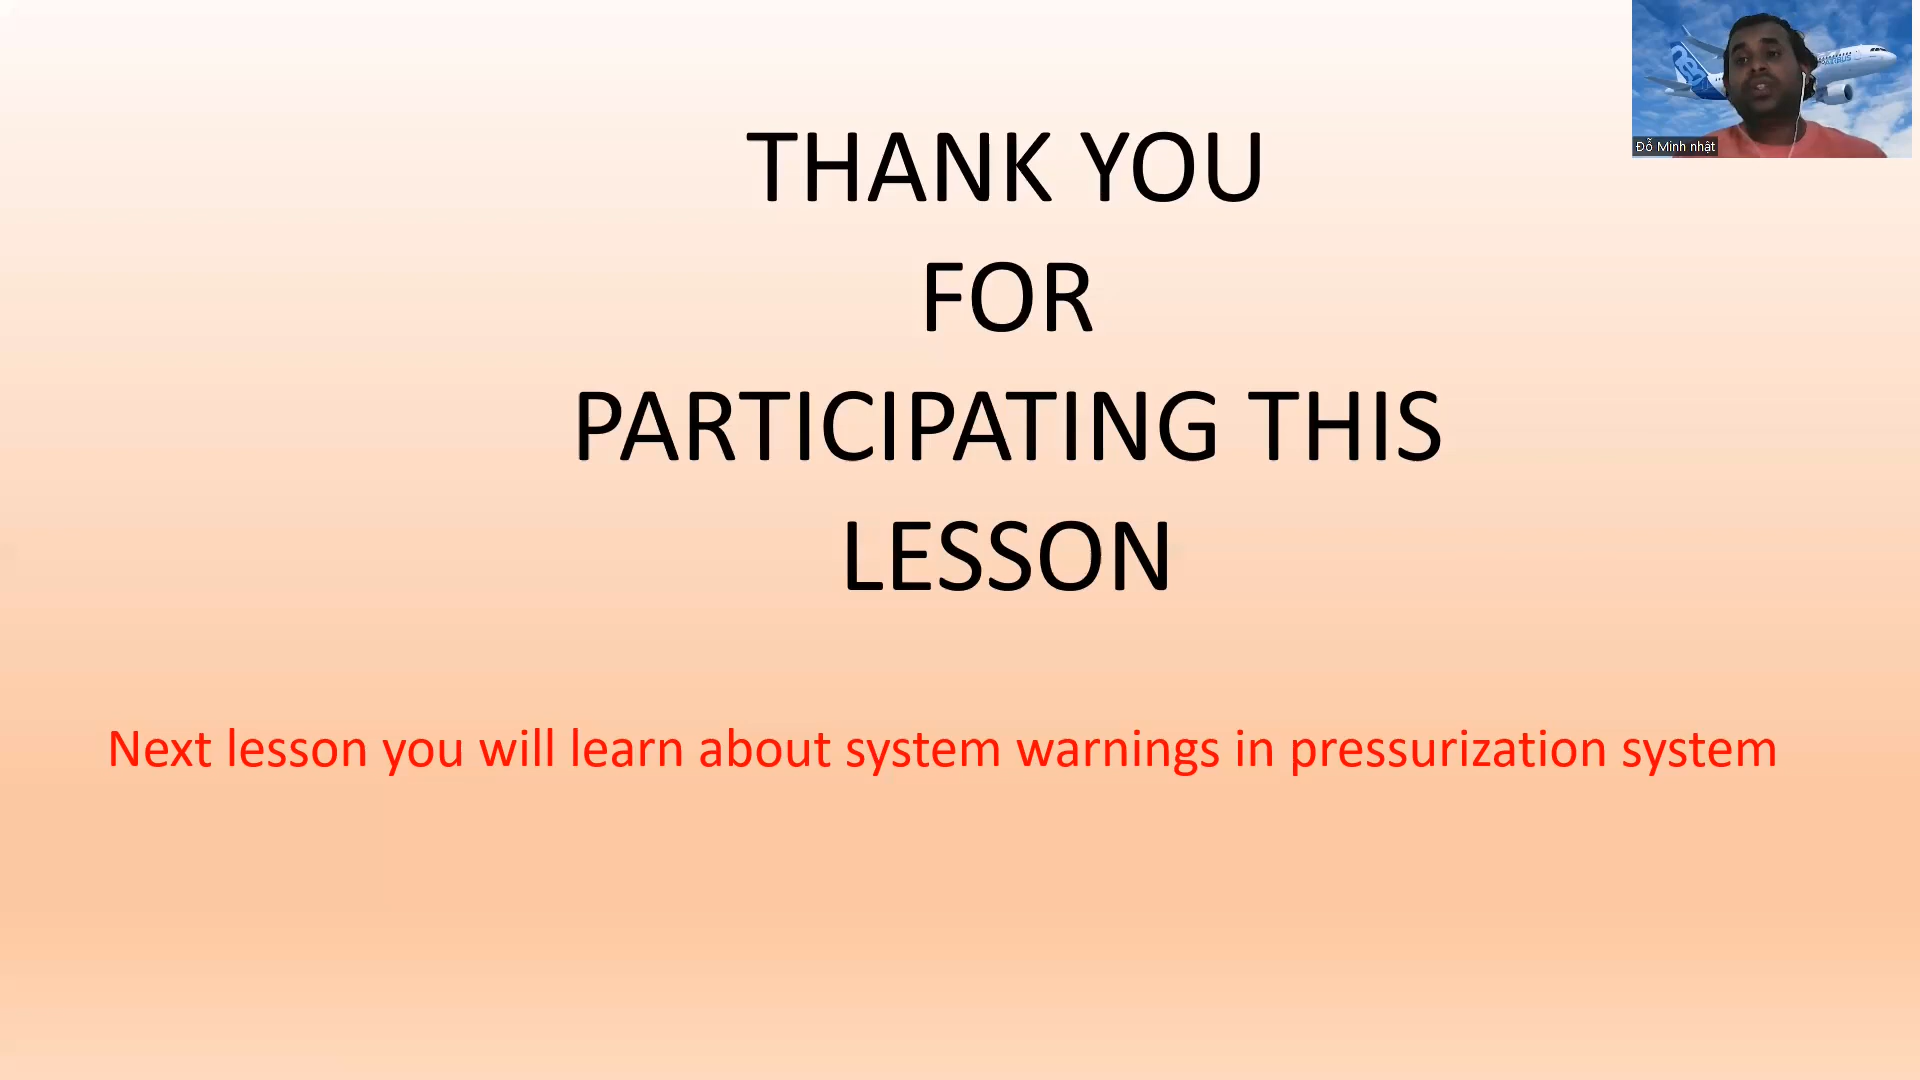 THANK YOU
FOR
PARTICIPATING THIS
LESSON
Next lesson you will learn about system warnings in pressurization system
Đỗ Minh nhật
AIRBUS